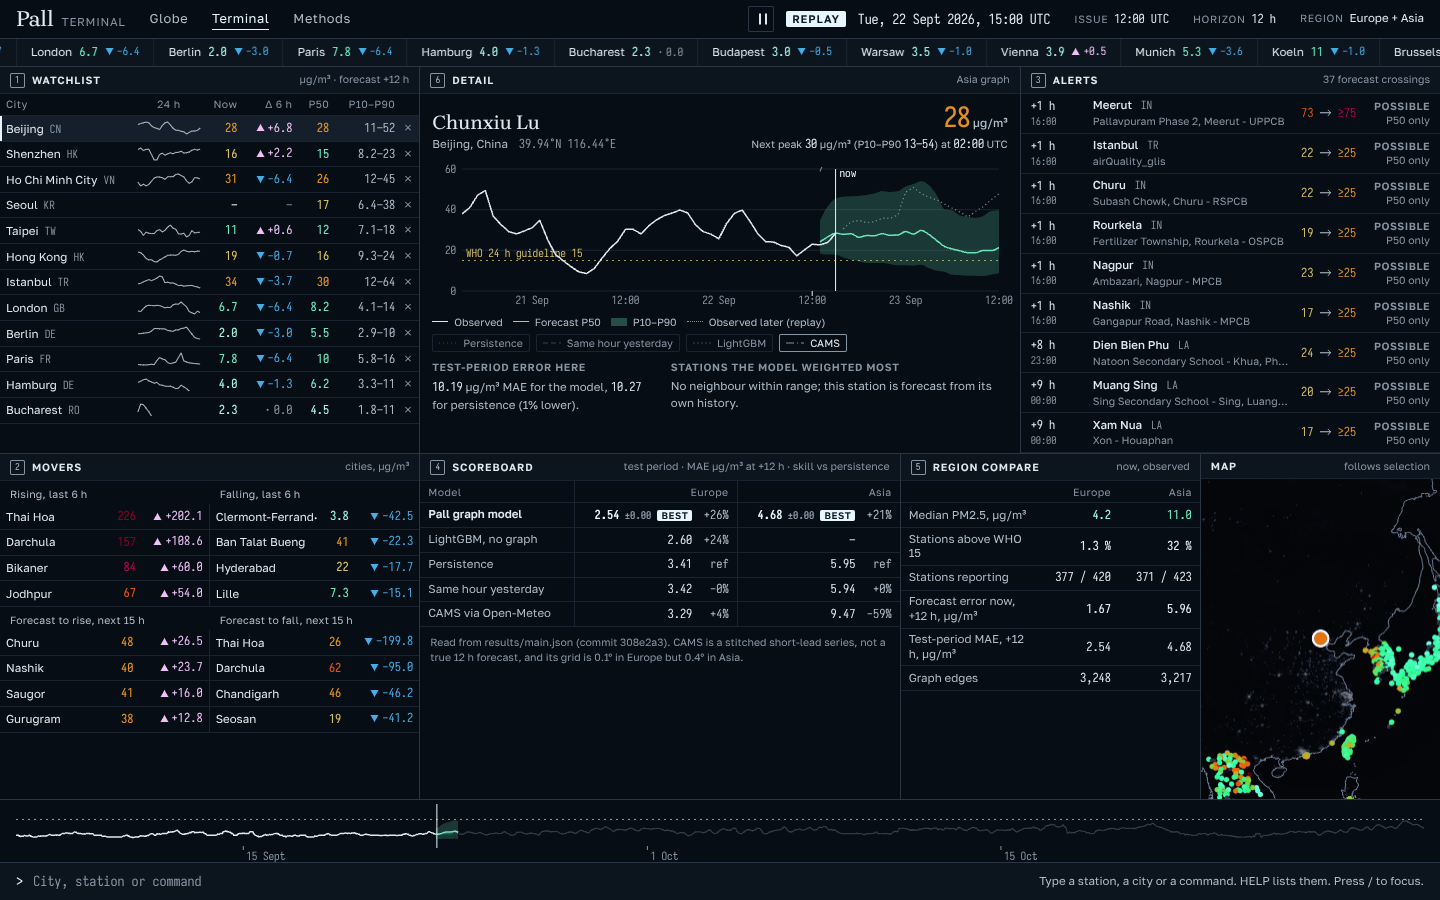 Pall TERMINAL Globe Terminal Methods REPLAY Tue, 22 Sept 2026, 15:00 UTC ISSUE 12:00 UTC HORIZON 12 h REGION Europe + Asia
London 6.7 ▼ −6.4 Berlin 2.0 ▼ −3.0 Paris 7.8 ▼ −6.4 Hamburg 4.0 ▼ −1.3 Bucharest 2.3 · 0.0 Budapest 3.0 ▼ −0.5 Warsaw 3.5 ▼ −1.0 Vienna 3.9 ▲ +0.5 Munich 5.3 ▼ −3.6 Koeln 11 ▼ −1.0 Brussels
1 WATCHLIST µg/m³ · forecast +12 h
City 24 h Now Δ 6 h P50 P10–P90
Beijing CN 28 ▲ +6.8 28 11–52 ×
Shenzhen HK 16 ▲ +2.2 15 8.2–23 ×
Ho Chi Minh City VN 31 ▼ −6.4 26 12–45 ×
Seoul KR – – 17 6.4–38 ×
Taipei TW 11 ▲ +0.6 12 7.1–18 ×
Hong Kong HK 19 ▼ −0.7 16 9.3–24 ×
Istanbul TR 34 ▼ −3.7 30 12–64 ×
London GB 6.7 ▼ −6.4 8.2 4.1–14 ×
Berlin DE 2.0 ▼ −3.0 5.5 2.9–10 ×
Paris FR 7.8 ▼ −6.4 10 5.8–16 ×
Hamburg DE 4.0 ▼ −1.3 6.2 3.3–11 ×
Bucharest RO 2.3 · 0.0 4.5 1.8–11 ×
6 DETAIL Asia graph
Chunxiu Lu 28 µg/m³
Beijing, China 39.94°N 116.44°E Next peak 30 µg/m³ (P10–P90 13–54) at 02:00 UTC
60
now
40
20
WHO 24 h guideline 15
0
21 Sep 12:00 22 Sep 12:00 23 Sep 12:00
Observed Forecast P50 P10–P90 Observed later (replay)
Persistence Same hour yesterday LightGBM CAMS
TEST-PERIOD ERROR HERE
10.19 µg/m³ MAE for the model, 10.27
for persistence (1% lower).
STATIONS THE MODEL WEIGHTED MOST
No neighbour within range; this station is forecast from its
own history.
3 ALERTS 37 forecast crossings
+1 h Meerut IN 73 → ≥75 POSSIBLE
16:00 Pallavpuram Phase 2, Meerut - UPPCB P50 only
+1 h Istanbul TR 22 → ≥25 POSSIBLE
16:00 airQuality_glis P50 only
+1 h Churu IN 22 → ≥25 POSSIBLE
16:00 Subash Chowk, Churu - RSPCB P50 only
+1 h Rourkela IN 19 → ≥25 POSSIBLE
16:00 Fertilizer Township, Rourkela - OSPCB P50 only
+1 h Nagpur IN 23 → ≥25 POSSIBLE
16:00 Ambazari, Nagpur - MPCB P50 only
+1 h Nashik IN 17 → ≥25 POSSIBLE
16:00 Gangapur Road, Nashik - MPCB P50 only
+8 h Dien Bien Phu LA 24 → ≥25 POSSIBLE
23:00 Natoon Secondary School - Khua, Ph... P50 only
+9 h Muang Sing LA 20 → ≥25 POSSIBLE
00:00 Sing Secondary School - Sing, Luang... P50 only
+9 h Xam Nua LA 17 → ≥25 POSSIBLE
00:00 Xon - Houaphan P50 only
2 MOVERS cities, µg/m³
Rising, last 6 h Falling, last 6 h
Thai Hoa 226 ▲ +202.1 Clermont-Ferrand· 3.8 ▼ −42.5
Darchula 157 ▲ +108.6 Ban Talat Bueng 41 ▼ −22.3
Bikaner 84 ▲ +60.0 Hyderabad 22 ▼ −17.7
Jodhpur 67 ▲ +54.0 Lille 7.3 ▼ −15.1
Forecast to rise, next 15 h Forecast to fall, next 15 h
Churu 48 ▲ +26.5 Thai Hoa 26 ▼ −199.8
Nashik 40 ▲ +23.7 Darchula 62 ▼ −95.0
Saugor 41 ▲ +16.0 Chandigarh 46 ▼ −46.2
Gurugram 38 ▲ +12.8 Seosan 19 ▼ −41.2
4 SCOREBOARD test period · MAE µg/m³ at +12 h · skill vs persistence
Model Europe Asia
Pall graph model 2.54 ±0.00 BEST +26% 4.68 ±0.00 BEST +21%
LightGBM, no graph 2.60 +24% –
Persistence 3.41 ref 5.95 ref
Same hour yesterday 3.42 −0% 5.94 +0%
CAMS via Open-Meteo 3.29 +4% 9.47 −59%
Read from results/main.json (commit 308e2a3). CAMS is a stitched short-lead series, not a
true 12 h forecast, and its grid is 0.1° in Europe but 0.4° in Asia.
5 REGION COMPARE now, observed
Europe Asia
Median PM2.5, µg/m³ 4.2 11.0
Stations above WHO
15 1.3 % 32 %
Stations reporting 377 / 420 371 / 423
Forecast error now,
+12 h, µg/m³ 1.67 5.96
Test-period MAE, +12
h, µg/m³ 2.54 4.68
Graph edges 3,248 3,217
MAP follows selection
15 Sept 1 Oct 15 Oct
> City, station or command Type a station, a city or a command. HELP lists them. Press / to focus.